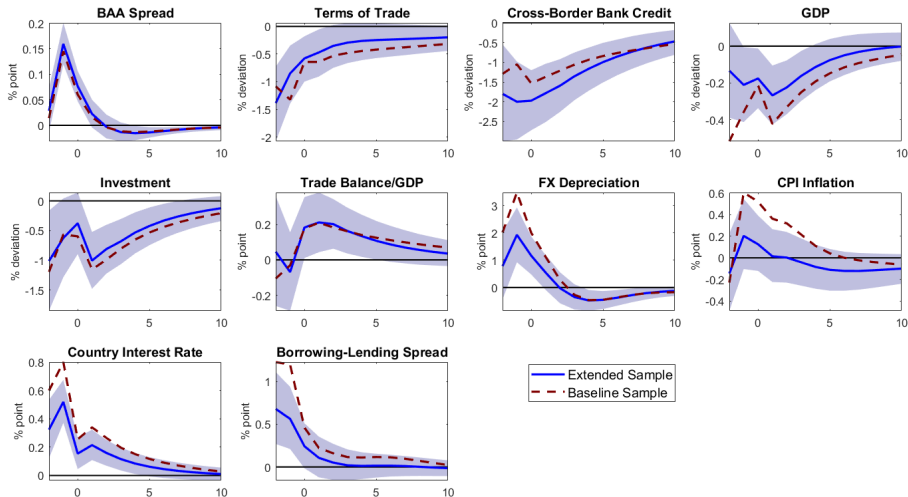 BAA Spread
Terms of Trade
Cross-Border Bank Credit
GDP
% point
0.2
0.15
0.1
0.05
0
0 5 10
% deviation
0
-0.5
-1
-1.5
-2
0 5 10
% deviation
-0.5
-1
-1.5
-2
-2.5
0 5 10
% deviation
0
-0.2
-0.4
0 5 10
Investment
Trade Balance/GDP
FX Depreciation
CPI Inflation
% deviation
0
-0.5
-1
-1.5
0 5 10
% point
0.2
0
-0.2
0 5 10
% point
3
2
1
0
0 5 10
% point
0.6
0.4
0.2
0
-0.2
-0.4
0 5 10
Country Interest Rate
Borrowing-Lending Spread
% point
0.8
0.6
0.4
0.2
0
0 5 10
% point
1
0.5
0
0 5 10
Extended Sample
Baseline Sample